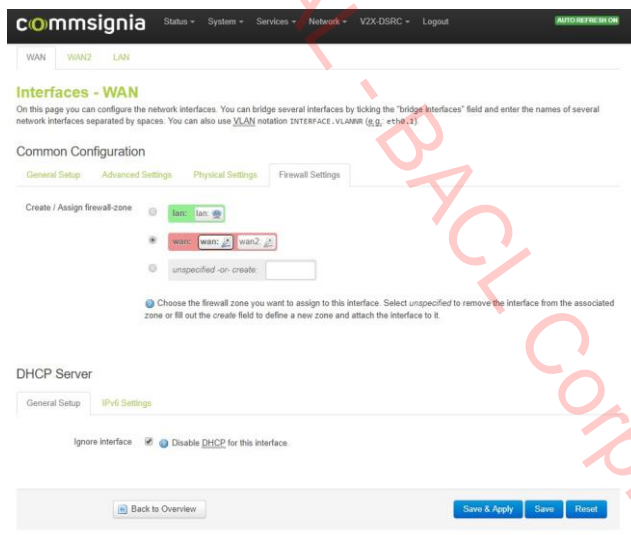 commsignia Status System Services Network V2X-DSRC Logout AUTO REFRESH ON
WAN WAN2 LAN
Interfaces - WAN
On this page you can configure the network interfaces. You can bridge several interfaces by ticking the "bridge interfaces" field and enter the names of several
network interfaces separated by spaces. You can also use VLAN notation INTERFACE.VLANNR (e.g.: eth0.1)
Common Configuration
General Setup Advanced Settings Physical Settings Firewall Settings
Create / Assign firewall-zone
lan: lan:
wan: wan: wan2:
unspecified -or- create:
Choose the firewall zone you want to assign to this interface. Select unspecified to remove the interface from the associated
zone or fill out the create field to define a new zone and attach the interface to it.
DHCP Server
General Setup IPv6 Settings
Ignore interface Disable DHCP for this interface.
Back to Overview Save & Apply Save Reset
AL - BACL Corp.